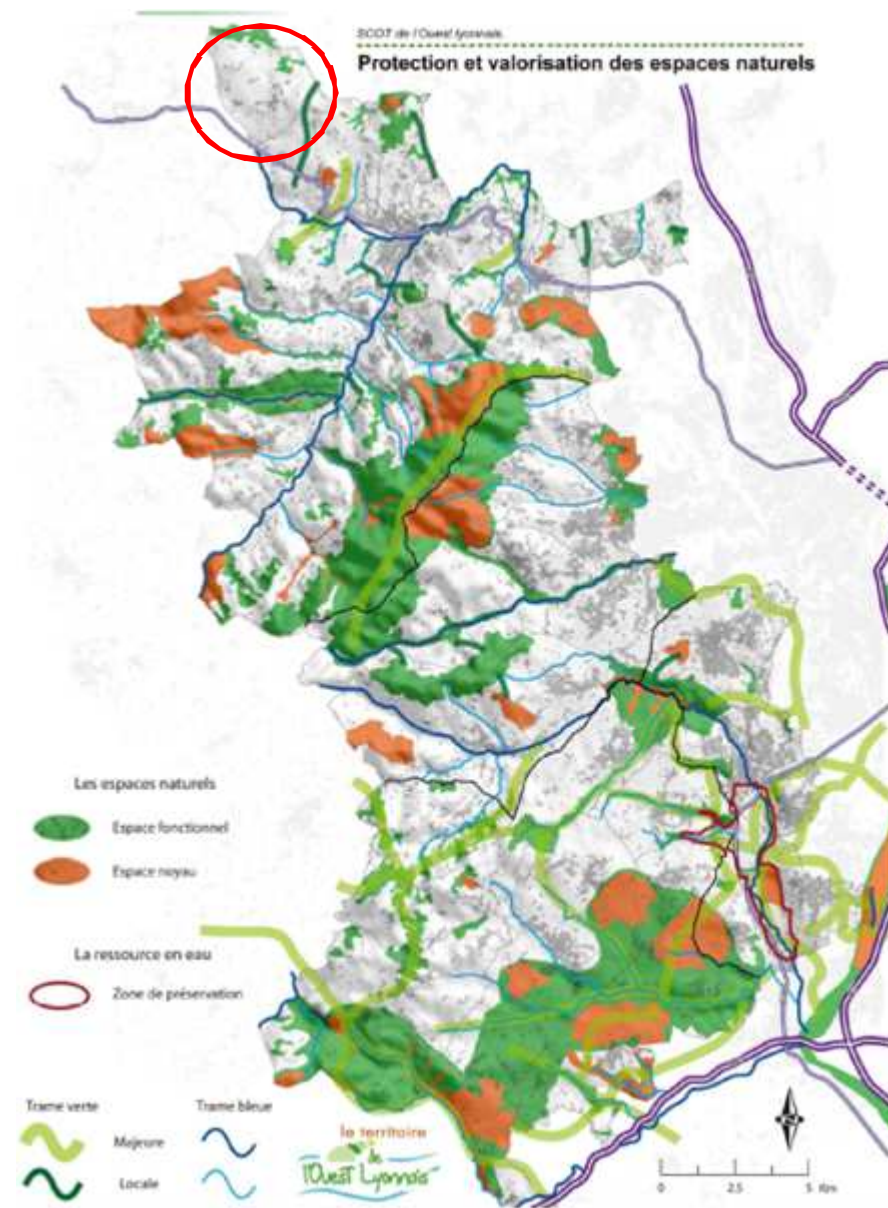 SCOT de l'Ouest lyonnais.
Protection et valorisation des espaces naturels
Les espaces naturels
Espace fonctionnel
Espace noyau
La ressource en eau
Zone de préservation
Trame verte
Trame bleue
Majeure
Locale
le territoire
de
l'Ouest Lyonnais
0 2.5 5 Km